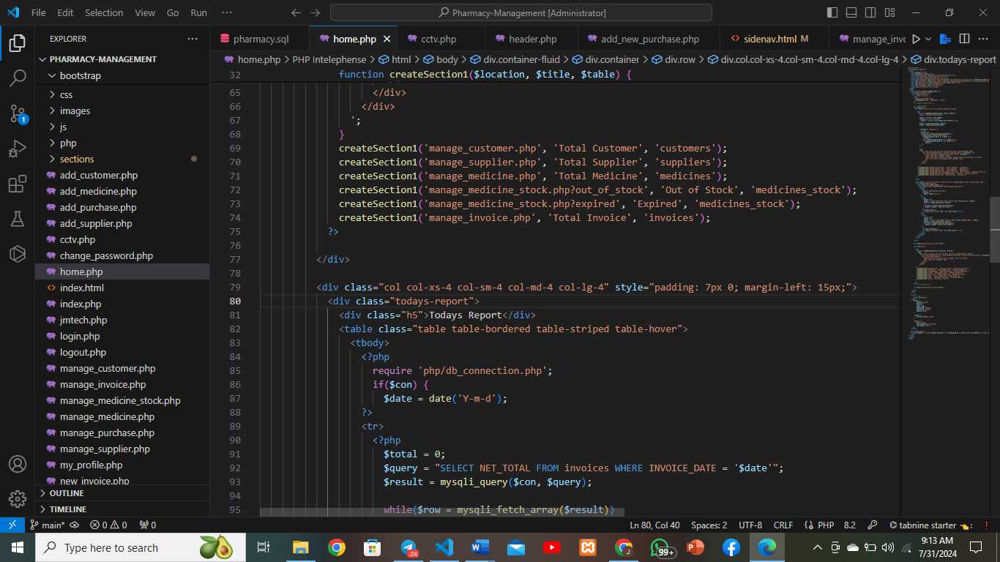 File Edit Selection View Go Run ··· Pharmacy-Management [Administrator]
EXPLORER ···
PHARMACY-MANAGEMENT
bootstrap
css
images
js
php
sections
add_customer.php
add_medicine.php
add_purchase.php
add_supplier.php
cctv.php
change_password.php
home.php
index.html
index.php
jmtech.php
login.php
logout.php
manage_customer.php
manage_invoice.php
manage_medicine_stock.php
manage_medicine.php
manage_purchase.php
manage_supplier.php
my_profile.php
new_invoice.php
OUTLINE
TIMELINE
1
pharmacy.sql home.php cctv.php header.php add_new_purchase.php sidenav.html M manage_invo ···
home.php > PHP Intelephense > html > body > div.container-fluid > div.container > div.row > div.col.col-xs-4.col-sm-4.col-md-4.col-lg-4 > div.todays-report
32 function createSection1($location, $title, $table) {
65 </div>
66 </div>
67 ';
68 }
69 createSection1('manage_customer.php', 'Total Customer', 'customers');
70 createSection1('manage_supplier.php', 'Total Supplier', 'suppliers');
71 createSection1('manage_medicine.php', 'Total Medicine', 'medicines');
72 createSection1('manage_medicine_stock.php?out_of_stock', 'Out of Stock', 'medicines_stock');
73 createSection1('manage_medicine_stock.php?expired', 'Expired', 'medicines_stock');
74 createSection1('manage_invoice.php', 'Total Invoice', 'invoices');
75 ?>
76
77 </div>
78
79 <div class="col col-xs-4 col-sm-4 col-md-4 col-lg-4" style="padding: 7px 0; margin-left: 15px;">
80 <div class="todays-report">
81 <div class="h5">Todays Report</div>
82 <table class="table table-bordered table-striped table-hover">
83 <tbody>
84 <?php
85 require 'php/db_connection.php';
86 if($con) {
87 $date = date('Y-m-d');
88 ?>
89 <tr>
90 <?php
91 $total = 0;
92 $query = "SELECT NET_TOTAL FROM invoices WHERE INVOICE_DATE = '$date'";
93 $result = mysqli_query($con, $query);
94
95 while($row = mysqli_fetch_array($result))
main* 0 0 0 Ln 80, Col 40 Spaces: 2 UTF-8 CRLF PHP 8.2 tabnine starter
Type here to search .06 99+ 9:13 AM
7/31/2024